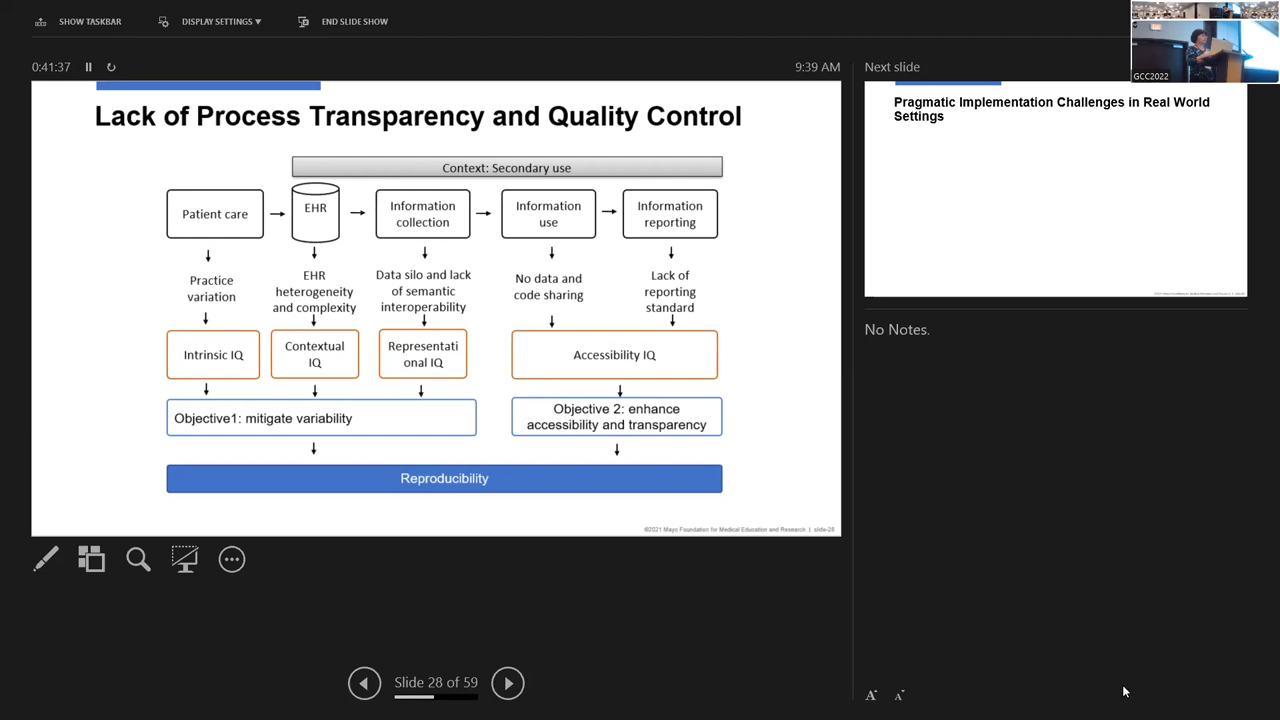 SHOW TASKBAR
DISPLAY SETTINGS ▼
END SLIDE SHOW
0:41:37
9:39 AM
Next slide
GCC2022
Lack of Process Transparency and Quality Control
Context: Secondary use
Patient care
EHR
Information
collection
Information
use
Information
reporting
Practice
variation
EHR
heterogeneity
and complexity
Data silo and lack
of semantic
interoperability
No data and
code sharing
Lack of
reporting
standard
Intrinsic IQ
Contextual
IQ
Representati
onal IQ
Accessibility IQ
Objective1: mitigate variability
Objective 2: enhance
accessibility and transparency
Reproducibility
©2021 Mayo Foundation for Medical Education and Research | slide-28
Pragmatic Implementation Challenges in Real World
Settings
No Notes.
Slide 28 of 59
A
A